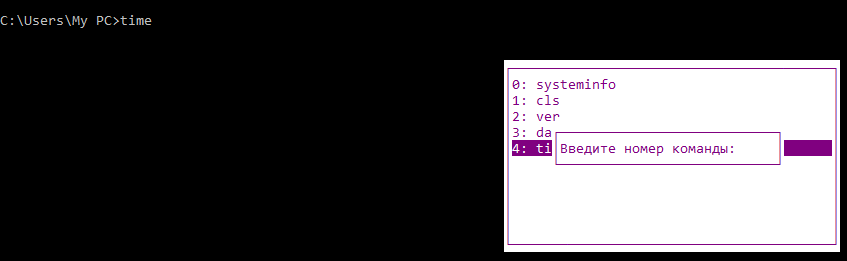 C:\Users\My PC>time
0: systeminfo
1: cls
2: ver
3: da
4: ti
Введите номер команды: